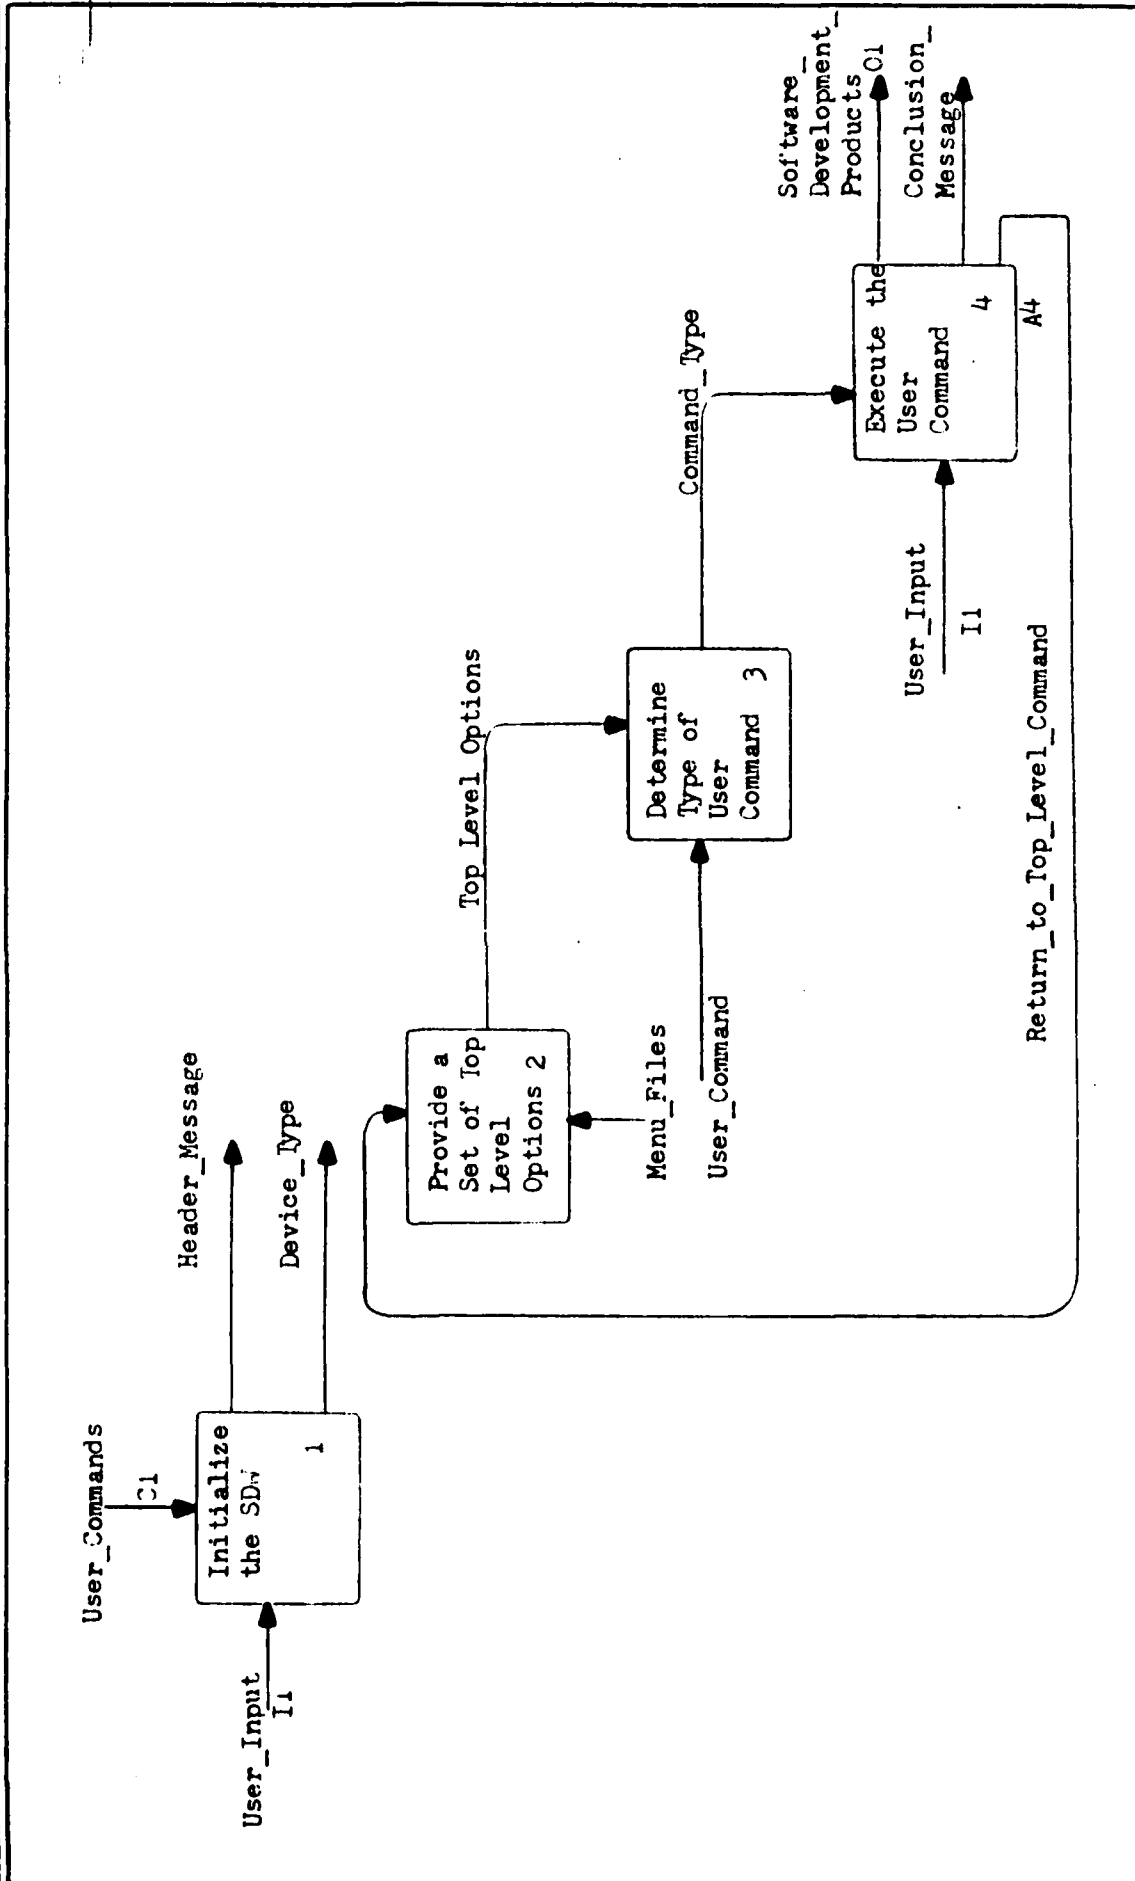 User_Commands
C1
User_Input
I1
Initialize
the SDW
1
Header_Message
Device_Type
Provide a
Set of Top
Level
Options 2
Menu_Files
Top Level Options
User_Command
Determine
Type of
User
Command 3
Command_Type
User_Input
I1
Execute the
User
Command 4
A4
Software_
Development_
Products O1
Conclusion_
Message
Return_to_Top_Level_Command